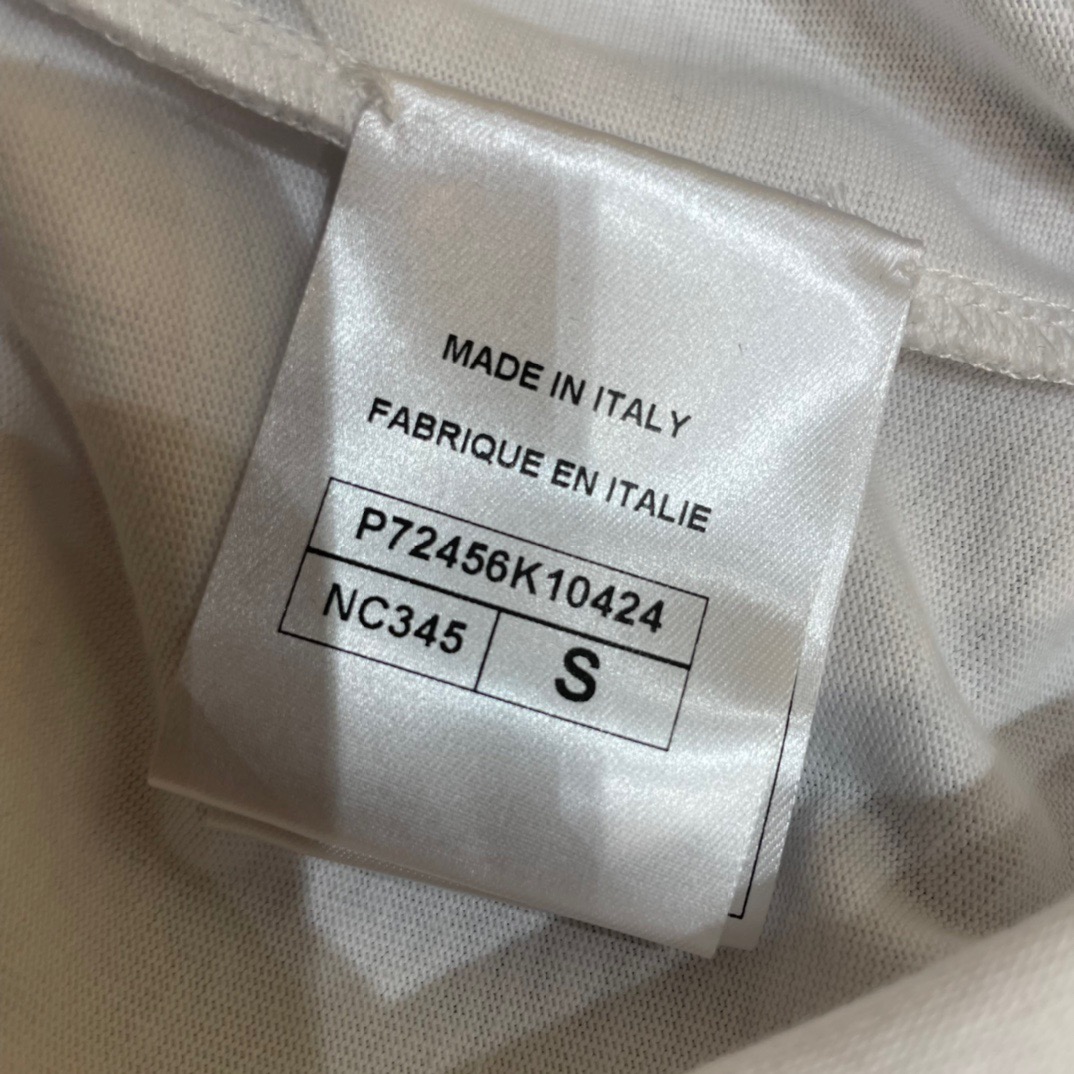 MADE IN ITALY
FABRIQUE EN ITALIE
P72456K10424
NC345
S